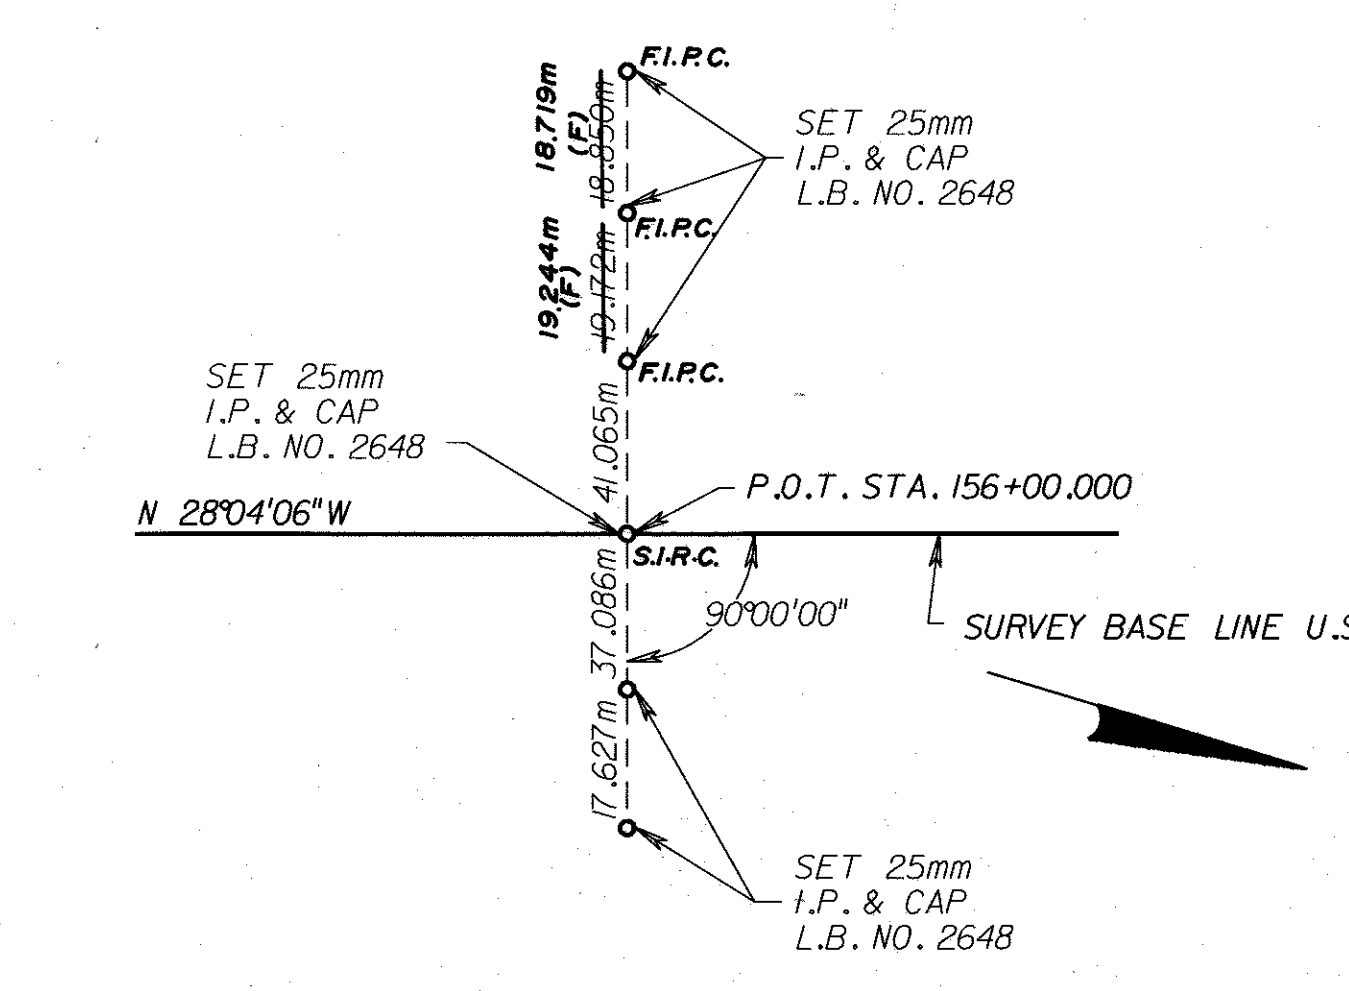 F.I.P.C.
18.719m
(F)
18.850m
SET 25mm
I.P. & CAP
L.B. NO. 2648
F.I.P.C.
19.244m
(F)
19.172m
F.I.P.C.
SET 25mm
I.P. & CAP
L.B. NO. 2648
41.065m
P.O.T. STA. 156+00.000
N 28°04'06" W
S.I.R.C.
37.086m
90°00'00"
SURVEY BASE LINE U.S
17.627m
SET 25mm
I.P. & CAP
L.B. NO. 2648